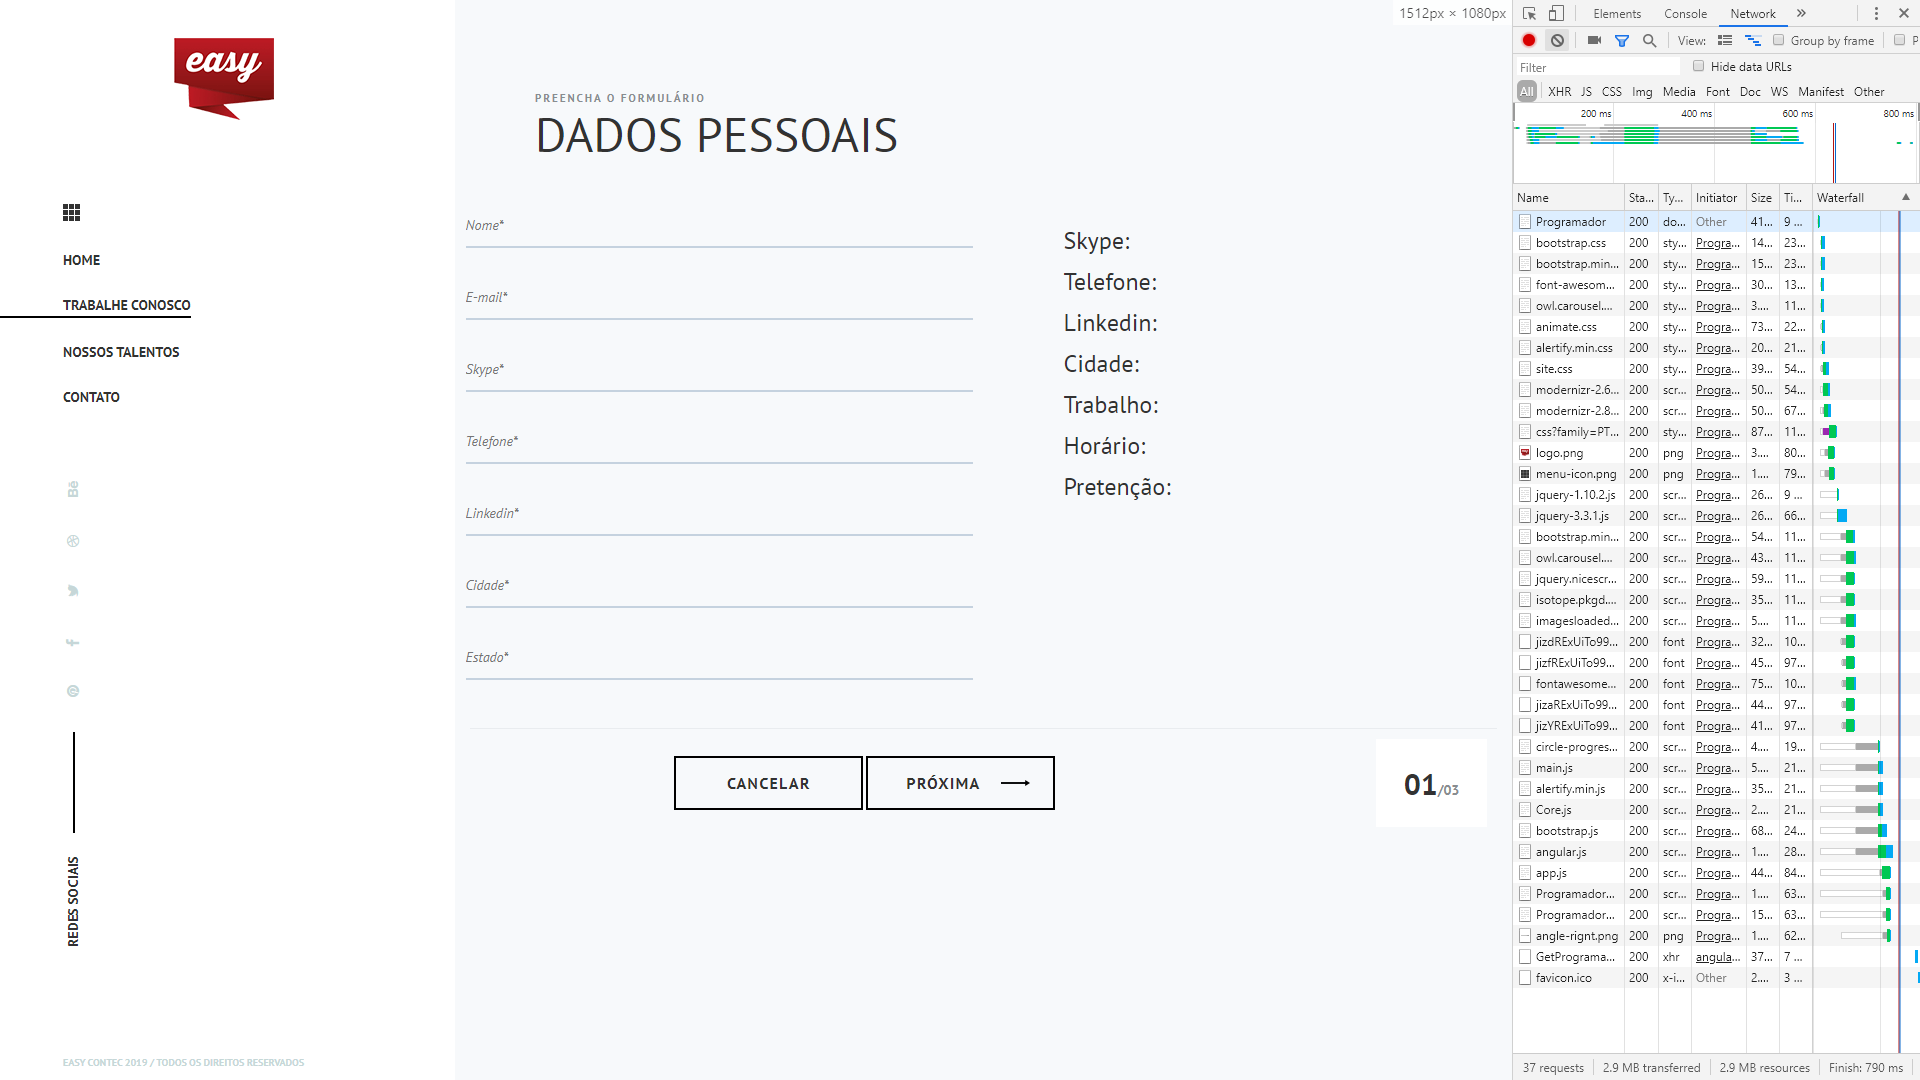 easy
HOME
TRABALHE CONOSCO
NOSSOS TALENTOS
CONTATO
REDES SOCIAIS
EASY CONTEC 2019 / TODOS OS DIREITOS RESERVADOS
1512px × 1080px
PREENCHA O FORMULÁRIO
DADOS PESSOAIS
Nome*
E-mail*
Skype*
Telefone*
Linkedin*
Cidade*
Estado*
Skype:
Telefone:
Linkedin:
Cidade:
Trabalho:
Horário:
Pretenção:
CANCELAR
PRÓXIMA
01/03
Elements Console Network
View: Group by frame P
Filter Hide data URLs
All XHR JS CSS Img Media Font Doc WS Manifest Other
200 ms 400 ms 600 ms 800 ms
Name Sta... Ty... Initiator Size Ti... Waterfall
Programador 200 do... Other 41... 9 ...
bootstrap.css 200 sty... Progra... 14... 23...
bootstrap.min... 200 sty... Progra... 15... 23...
font-awesom... 200 sty... Progra... 30... 13...
owl.carousel.... 200 sty... Progra... 3.... 11...
animate.css 200 sty... Progra... 73... 22...
alertify.min.css 200 sty... Progra... 20... 21...
site.css 200 sty... Progra... 39... 54...
modernizr-2.6... 200 scr... Progra... 50... 54...
modernizr-2.8... 200 scr... Progra... 50... 67...
css?family=PT... 200 sty... Progra... 87... 11...
logo.png 200 png Progra... 3.... 80...
menu-icon.png 200 png Progra... 1.... 79...
jquery-1.10.2.js 200 scr... Progra... 26... 9 ...
jquery-3.3.1.js 200 scr... Progra... 26... 66...
bootstrap.min... 200 scr... Progra... 54... 11...
owl.carousel.... 200 scr... Progra... 43... 11...
jquery.nicescr... 200 scr... Progra... 59... 11...
isotope.pkgd.... 200 scr... Progra... 35... 11...
imagesloaded... 200 scr... Progra... 5.... 11...
jizdRExUiTo99... 200 font Progra... 32... 10...
jizfRExUiTo99... 200 font Progra... 45... 97...
fontawesome... 200 font Progra... 75... 10...
jizaRExUiTo99... 200 font Progra... 44... 97...
jizYRExUiTo99... 200 font Progra... 41... 97...
circle-progres... 200 scr... Progra... 4.... 19...
main.js 200 scr... Progra... 5.... 21...
alertify.min.js 200 scr... Progra... 35... 21...
Core.js 200 scr... Progra... 2.... 21...
bootstrap.js 200 scr... Progra... 68... 24...
angular.js 200 scr... Progra... 1.... 28...
app.js 200 scr... Progra... 44... 84...
Programador... 200 scr... Progra... 1.... 63...
Programador... 200 scr... Progra... 15... 63...
angle-rignt.png 200 png Progra... 1.... 62...
GetPrograma... 200 xhr angula... 37... 7 ...
favicon.ico 200 x-i... Other 2.... 3 ...
37 requests 2.9 MB transferred 2.9 MB resources Finish: 790 ms